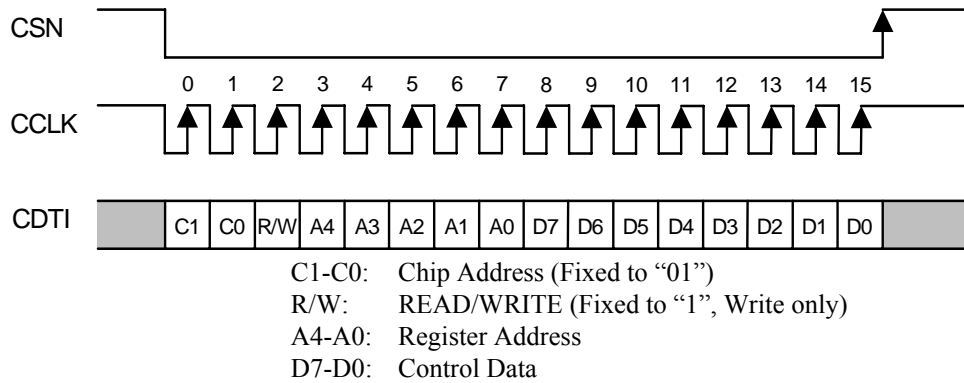 CSN
0 1 2 3 4 5 6 7 8 9 10 11 12 13 14 15
CCLK
CDTI C1 C0 R/W A4 A3 A2 A1 A0 D7 D6 D5 D4 D3 D2 D1 D0
C1-C0: Chip Address (Fixed to “01”)
R/W: READ/WRITE (Fixed to “1”, Write only)
A4-A0: Register Address
D7-D0: Control Data